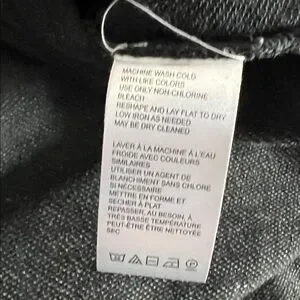 MACHINE WASH COLD
WITH LIKE COLORS
USE ONLY NON-CHLORINE
BLEACH
RESHAPE AND LAY FLAT TO DRY
LOW IRON AS NEEDED
MAY BE DRY CLEANED
LAVER À LA MACHINE À L'EAU
FROIDE AVEC COULEURS
SIMILAIRES
UTILISER UN AGENT DE
BLANCHIMENT SANS CHLORE
SI NÉCESSAIRE
METTRE EN FORME ET
SÉCHER À PLAT
REPASSER, AU BESOIN, À
TRÈS BASSE TEMPÉRATURE
PEUT-ÊTRE ÊTRE NETTOYÉE
SEC